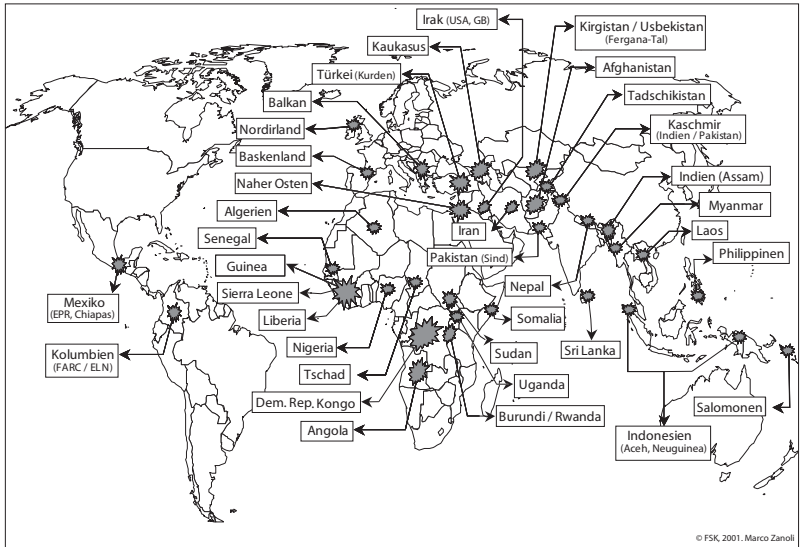 Irak (USA, GB)
Kaukasus
Türkei (Kurden)
Balkan
Nordirland
Baskenland
Naher Osten
Algerien
Senegal
Guinea
Sierra Leone
Liberia
Nigeria
Tschad
Dem. Rep. Kongo
Angola
Mexiko
(EPR, Chiapas)
Kolumbien
(FARC / ELN)
Kirgistan / Usbekistan
(Fergana-Tal)
Afghanistan
Tadschikistan
Kaschmir
(Indien / Pakistan)
Indien (Assam)
Myanmar
Laos
Philippinen
Iran
Pakistan (Sind)
Nepal
Somalia
Sudan
Uganda
Burundi / Rwanda
Sri Lanka
Salomonen
Indonesien
(Aceh, Neuguinea)
© FSK, 2001. Marco Zanoli